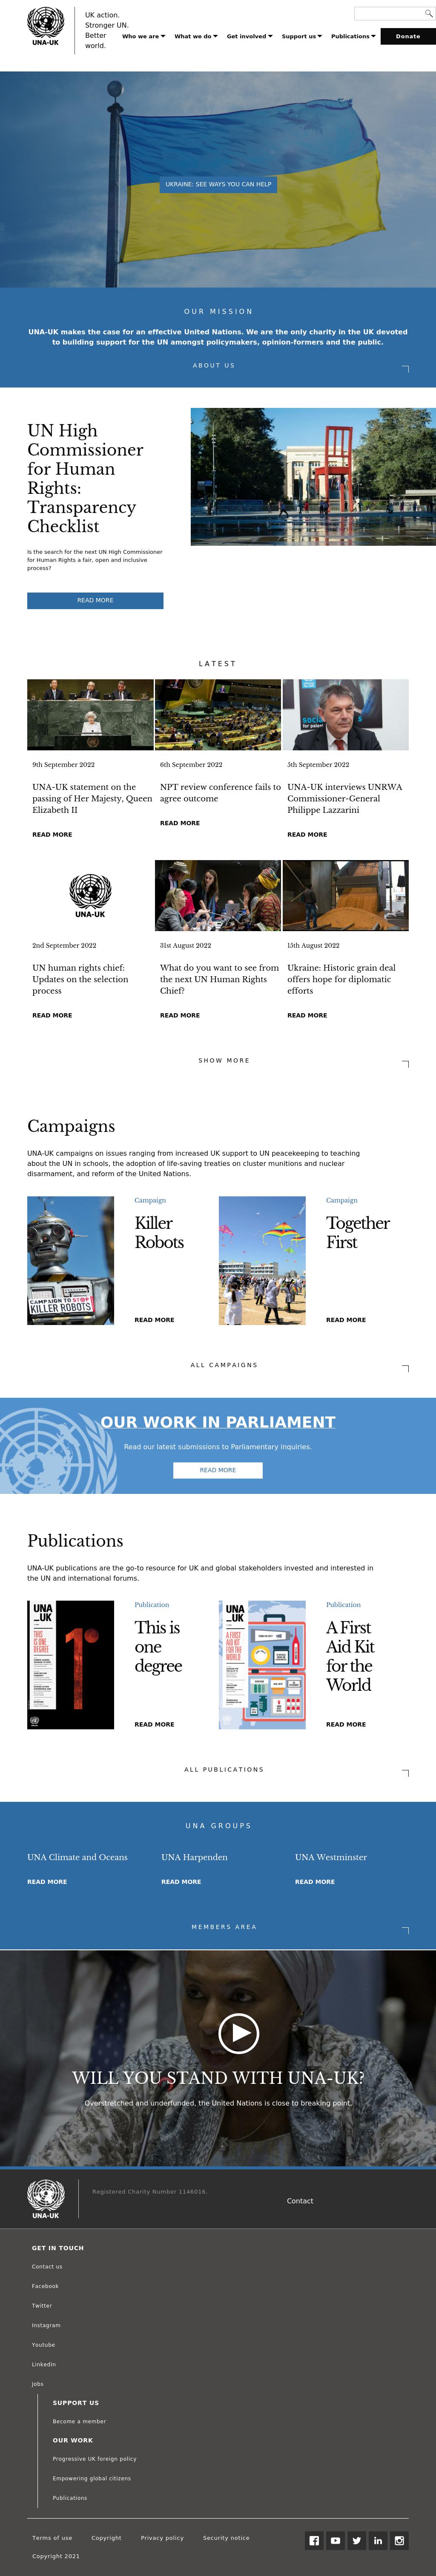 UNA-UK
UK action.
Stronger UN.
Better
world.
Who we are
What we do
Get involved
Support us
Publications
Donate
UKRAINE: SEE WAYS YOU CAN HELP
OUR MISSION
UNA-UK makes the case for an effective United Nations. We are the only charity in the UK devoted
to building support for the UN amongst policymakers, opinion-formers and the public.
ABOUT US
UN High
Commissioner
for Human
Rights:
Transparency
Checklist
Is the search for the next UN High Commissioner
for Human Rights a fair, open and inclusive
process?
READ MORE
LATEST
9th September 2022
UNA-UK statement on the
passing of Her Majesty, Queen
Elizabeth II
READ MORE
6th September 2022
NPT review conference fails to
agree outcome
READ MORE
5th September 2022
UNA-UK interviews UNRWA
Commissioner-General
Philippe Lazzarini
READ MORE
UNA-UK
2nd September 2022
UN human rights chief:
Updates on the selection
process
READ MORE
31st August 2022
What do you want to see from
the next UN Human Rights
Chief?
READ MORE
15th August 2022
Ukraine: Historic grain deal
offers hope for diplomatic
efforts
READ MORE
SHOW MORE
Campaigns
UNA-UK campaigns on issues ranging from increased UK support to UN peacekeeping to teaching
about the UN in schools, the adoption of life-saving treaties on cluster munitions and nuclear
disarmament, and reform of the United Nations.
CAMPAIGN TO STOP
KILLER ROBOTS
Campaign
Killer
Robots
READ MORE
Campaign
Together
First
READ MORE
ALL CAMPAIGNS
OUR WORK IN PARLIAMENT
Read our latest submissions to Parliamentary inquiries.
READ MORE
Publications
UNA-UK publications are the go-to resource for UK and global stakeholders invested and interested in
the UN and international forums.
UNA
-UK
THIS IS
ONE
DEGREE
1°
Publication
This is
one
degree
READ MORE
UNA
-UK
A FIRST
AID KIT
FOR THE
WORLD
Publication
A First
Aid Kit
for the
World
READ MORE
ALL PUBLICATIONS
UNA GROUPS
UNA Climate and Oceans
READ MORE
UNA Harpenden
READ MORE
UNA Westminster
READ MORE
MEMBERS AREA
WILL YOU STAND WITH UNA-UK?
Overstretched and underfunded, the United Nations is close to breaking point.
UNA-UK
Registered Charity Number 1146016.
Contact
GET IN TOUCH
Contact us
Facebook
Twitter
Instagram
Youtube
LinkedIn
Jobs
SUPPORT US
Become a member
OUR WORK
Progressive UK foreign policy
Empowering global citizens
Publications
Terms of use
Copyright
Privacy policy
Security notice
Copyright 2021